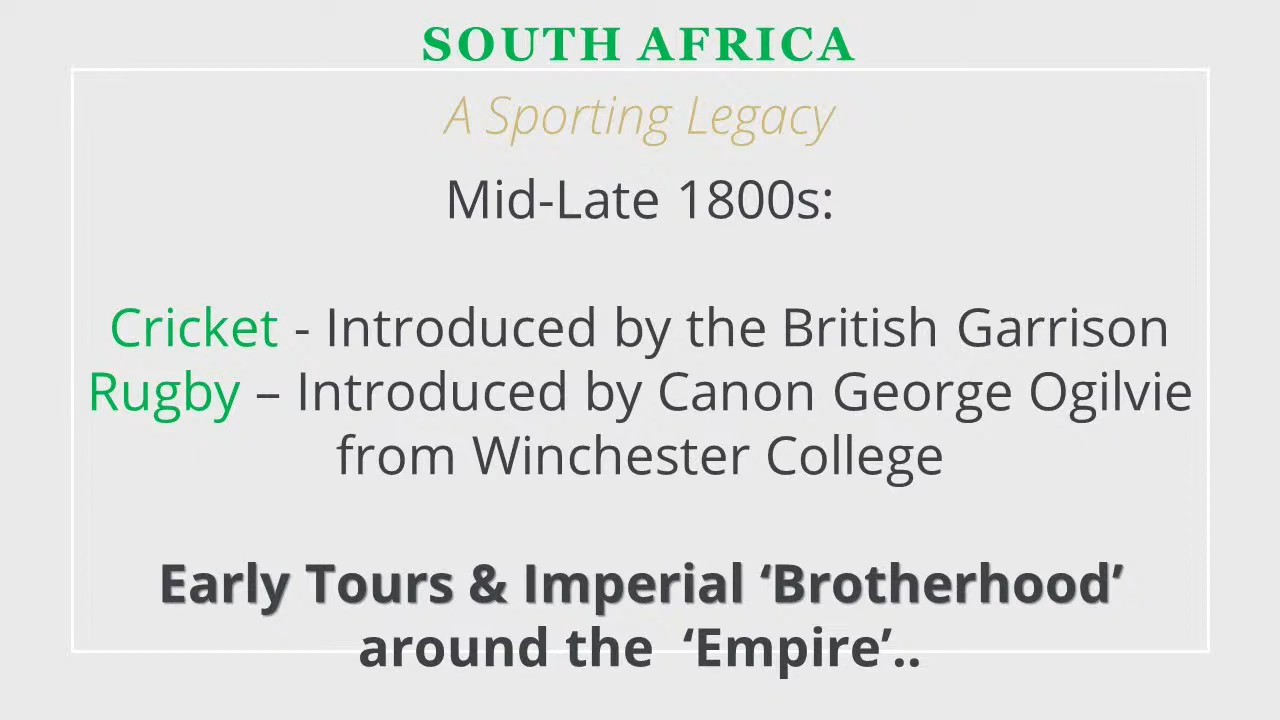 SOUTH AFRICA
A Sporting Legacy
Mid-Late 1800s:
Cricket - Introduced by the British Garrison
Rugby – Introduced by Canon George Ogilvie
from Winchester College
Early Tours & Imperial ‘Brotherhood’
around the  ‘Empire’..